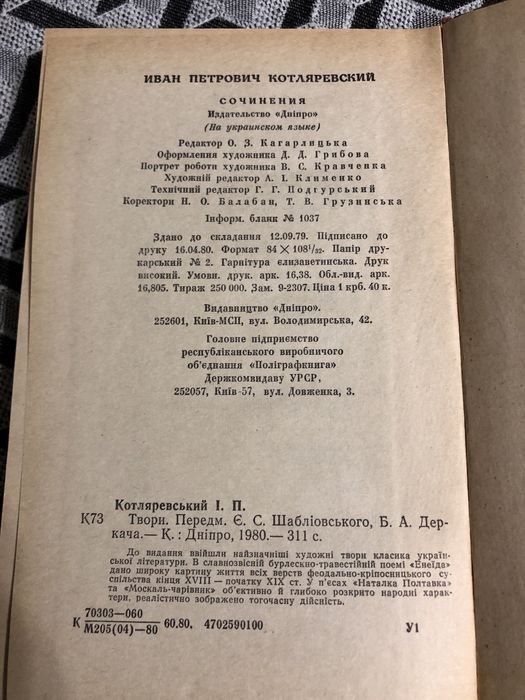 ИВАН ПЕТРОВИЧ КОТЛЯРЕВСКИЙ
СОЧИНЕНИЯ
Издательство «Дніпро»
(На украинском языке)
Редактор О. З. Кагарлицька
Оформлення художника Д. Д. Грибова
Портрет роботи художника В. С. Кравченка
Художній редактор А. І. Клименко
Технічний редактор Г. Г. Подгурський
Коректори Н. О. Балабан, Т. В. Грузинська
Інформ. бланк № 1037
Здано до складання 12.09.79. Підписано до
друку 16.04.80. Формат 84 × 108¹/₃₂. Папір дру-
карський № 2. Гарнітура єлизаветинська. Друк
високий. Умовн. друк. арк. 16,38. Обл.-вид. арк.
16,805. Тираж 250 000. Зам. 9-2307. Ціна 1 крб. 40 к.
Видавництво «Дніпро».
252601, Київ-МСП, вул. Володимирська, 42.
Головне підприємство
республіканського виробничого
об'єднання «Поліграфкнига»
Держкомвидаву УРСР,
252057, Київ-57, вул. Довженка, 3.
Котляревський І. П.
К73 Твори. Передм. Є. С. Шабліовського, Б. А. Дер-
кача.— К. : Дніпро, 1980.— 311 с.
До видання ввійшли найзначніші художні твори класика україн-
ської літератури. В славнозвісній бурлескно-травестійній поемі «Енеїда»
дано широку картину життя всіх верств феодально-кріпосницького су-
спільства кінця XVIII — початку XIX ст. У п'єсах «Наталка Полтавка»
та «Москаль-чарівник» об'єктивно й глибоко розкрито народні харак-
тери, реалістично зображено тогочасну дійсність.
70303—060
К М205(04)—80 60.80. 4702590100 У1